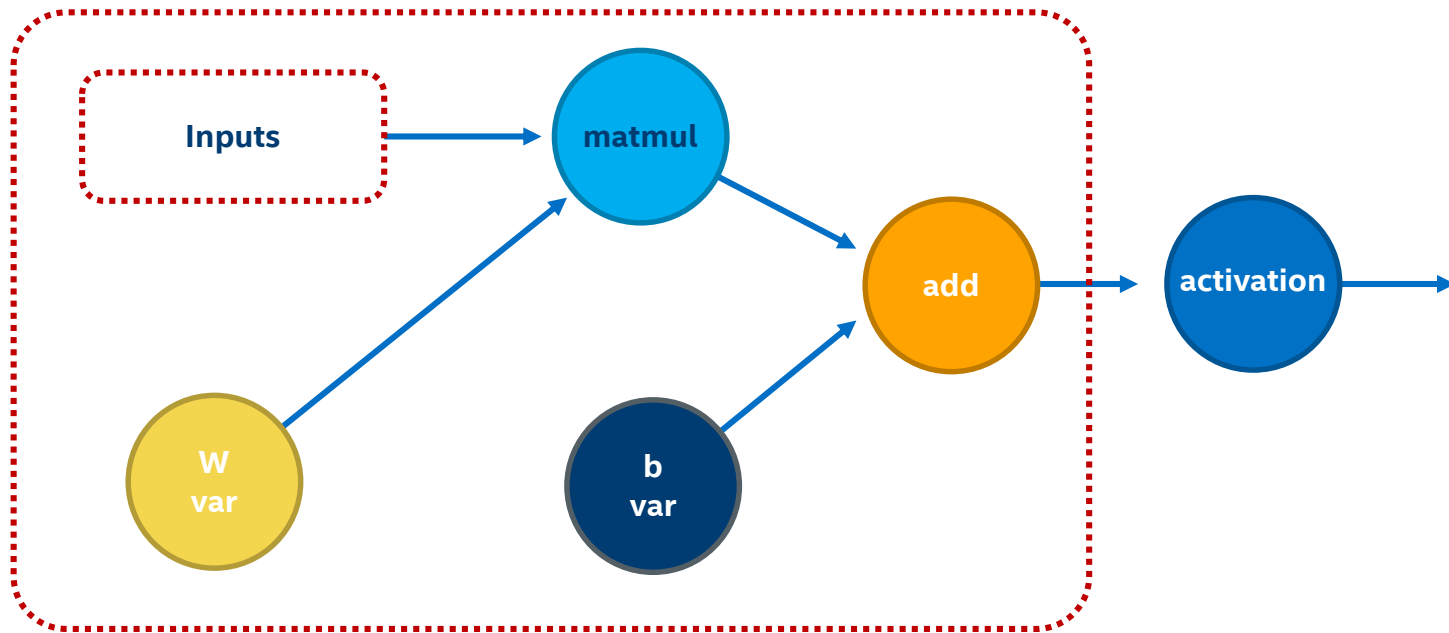 Inputs
matmul
add
activation
W
var
b
var